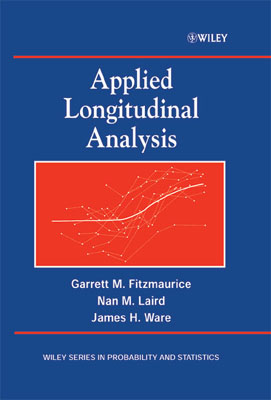 WILEY
Applied
Longitudinal
Analysis
Garrett M. Fitzmaurice
Nan M. Laird
James H. Ware
WILEY SERIES IN PROBABILITY AND STATISTICS